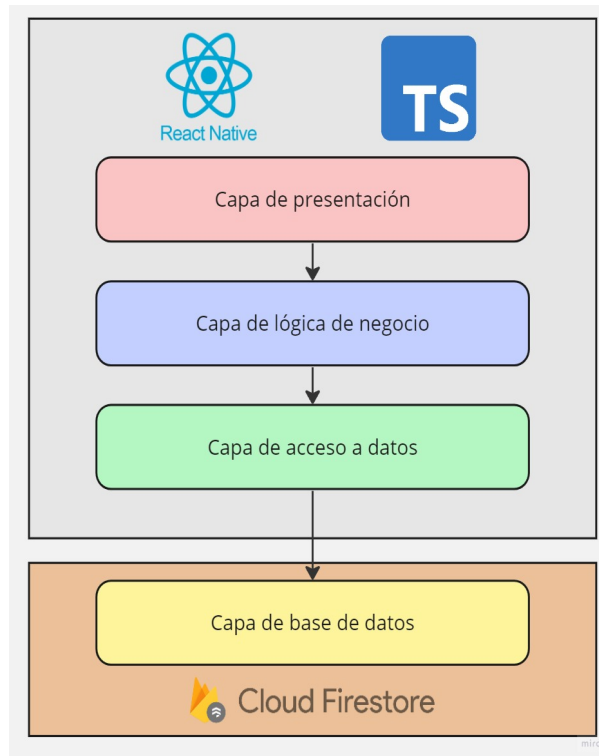 React Native
TS
Capa de presentación
Capa de lógica de negocio
Capa de acceso a datos
Capa de base de datos
Cloud Firestore